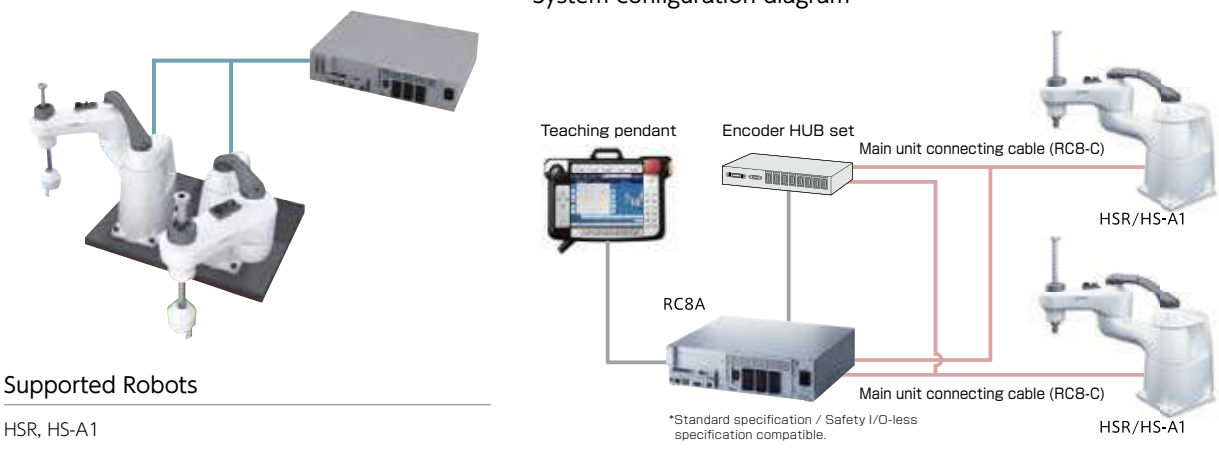 System configuration diagram
Teaching pendant
Encoder HUB set
Main unit connecting cable (RC8-C)
HSR/HS-A1
RC8A
Main unit connecting cable (RC8-C)
*Standard specification / Safety I/O-less
specification compatible.
HSR/HS-A1
Supported Robots
HSR, HS-A1